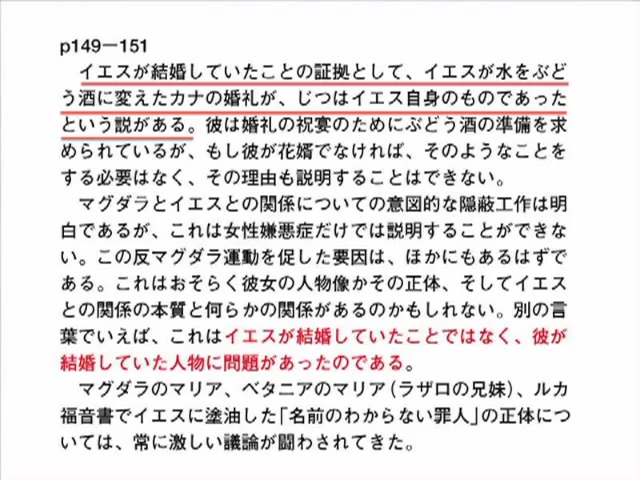 p149－151
イエスが結婚していたことの証拠として、イエスが水をぶど
う酒に変えたカナの婚礼が、じつはイエス自身のものであった
という説がある。彼は婚礼の祝宴のためにぶどう酒の準備を求
められているが、もし彼が花婿でなければ、そのようなことを
する必要はなく、その理由も説明することはできない。
マグダラとイエスとの関係についての意図的な隠蔽工作は明
白であるが、これは女性嫌悪症だけでは説明することができな
い。この反マグダラ運動を促した要因は、ほかにもあるはずで
ある。これはおそらく彼女の人物像かその正体、そしてイエス
との関係の本質と何らかの関係があるのかもしれない。別の言
葉でいえば、これはイエスが結婚していたことではなく、彼が
結婚していた人物に問題があったのである。
マグダラのマリア、ベタニアのマリア（ラザロの兄妹）、ルカ
福音書でイエスに塗油した「名前のわからない罪人」の正体につ
いては、常に激しい議論が闘わされてきた。